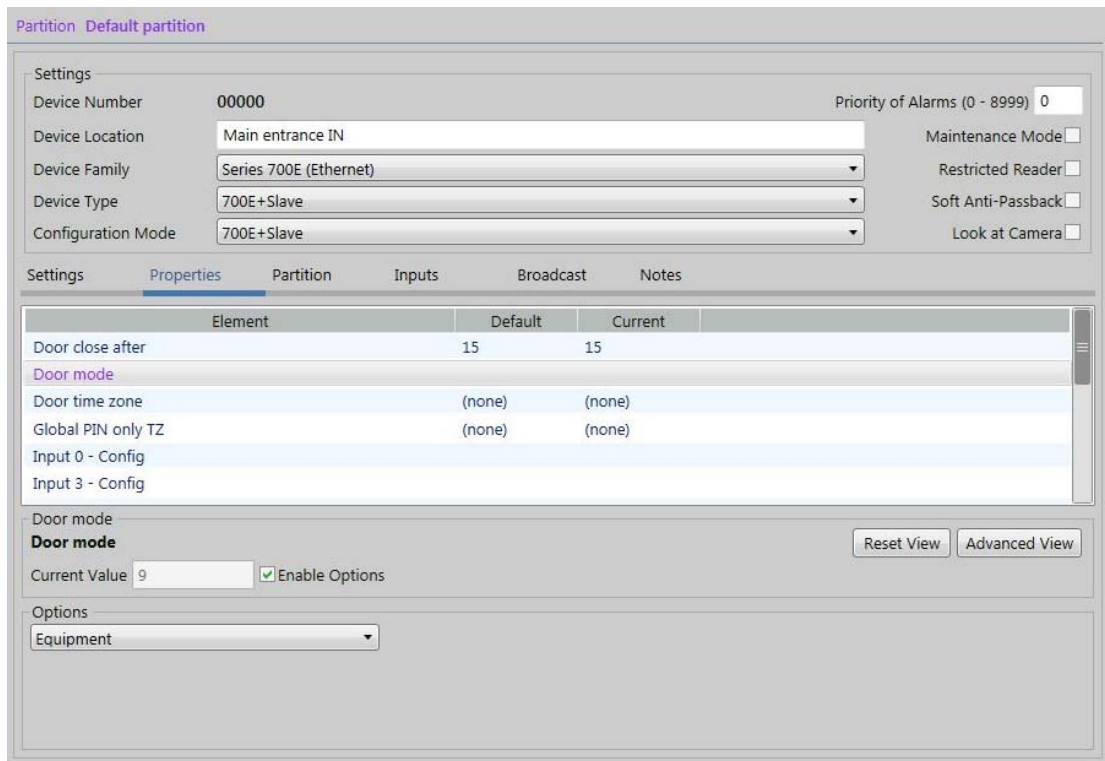 Partition Default partition
Settings
Device Number 00000 Priority of Alarms (0 - 8999) 0
Device Location Main entrance IN Maintenance Mode
Device Family Series 700E (Ethernet) Restricted Reader
Device Type 700E+Slave Soft Anti-Passback
Configuration Mode 700E+Slave Look at Camera
Settings Properties Partition Inputs Broadcast Notes
Element Default Current
Door close after 15 15
Door mode
Door time zone (none) (none)
Global PIN only TZ (none) (none)
Input 0 - Config
Input 3 - Config
Door mode
Door mode Reset View Advanced View
Current Value 9 Enable Options
Options
Equipment